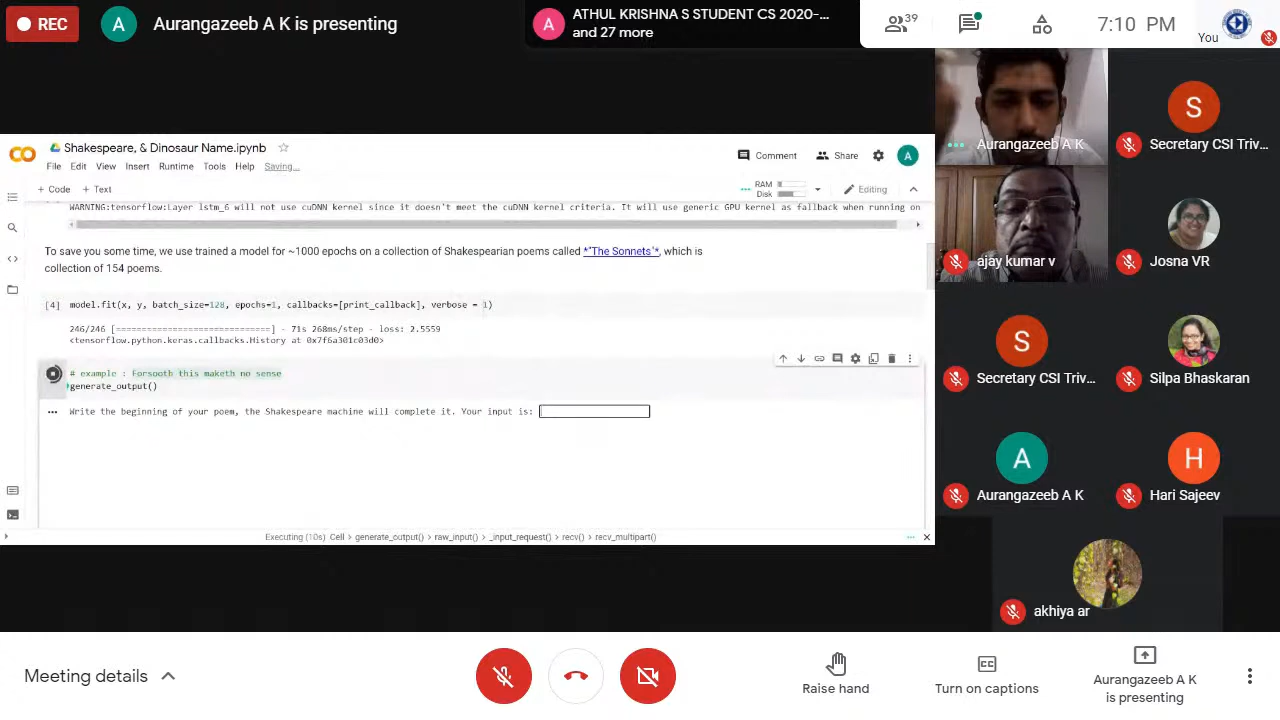 REC
A
Aurangazeeb A K is presenting
A
ATHUL KRISHNA S STUDENT CS 2020-...
and 27 more
39
7:10 PM
You
Shakespeare, & Dinosaur Name.ipynb
File Edit View Insert Runtime Tools Help Saving...
Comment
Share
A
+ Code + Text
RAM
Disk
Editing
WARNING:tensorflow:Layer lstm_6 will not use cuDNN kernel since it doesn't meet the cuDNN kernel criteria. It will use generic GPU kernel as fallback when running on
To save you some time, we use trained a model for ~1000 epochs on a collection of Shakespearian poems called *"The Sonnets"*, which is
collection of 154 poems.
[4] model.fit(x, y, batch_size=128, epochs=1, callbacks=[print_callback], verbose = 1)
246/246 [==============================] - 71s 268ms/step - loss: 2.5559
<tensorflow.python.keras.callbacks.History at 0x7f6a301c03d0>
# example : Forsooth this maketh no sense
generate_output()
... Write the beginning of your poem, the Shakespeare machine will complete it. Your input is:
Executing (10s) Cell > generate_output() > raw_input() > _input_request() > recv() > recv_multipart()
Aurangazeeb A K
S
Secretary CSI Triv...
ajay kumar v
Josna VR
S
Secretary CSI Triv...
Silpa Bhaskaran
A
Aurangazeeb A K
H
Hari Sajeev
akhiya ar
Meeting details
Raise hand
CC
Turn on captions
Aurangazeeb A K
is presenting